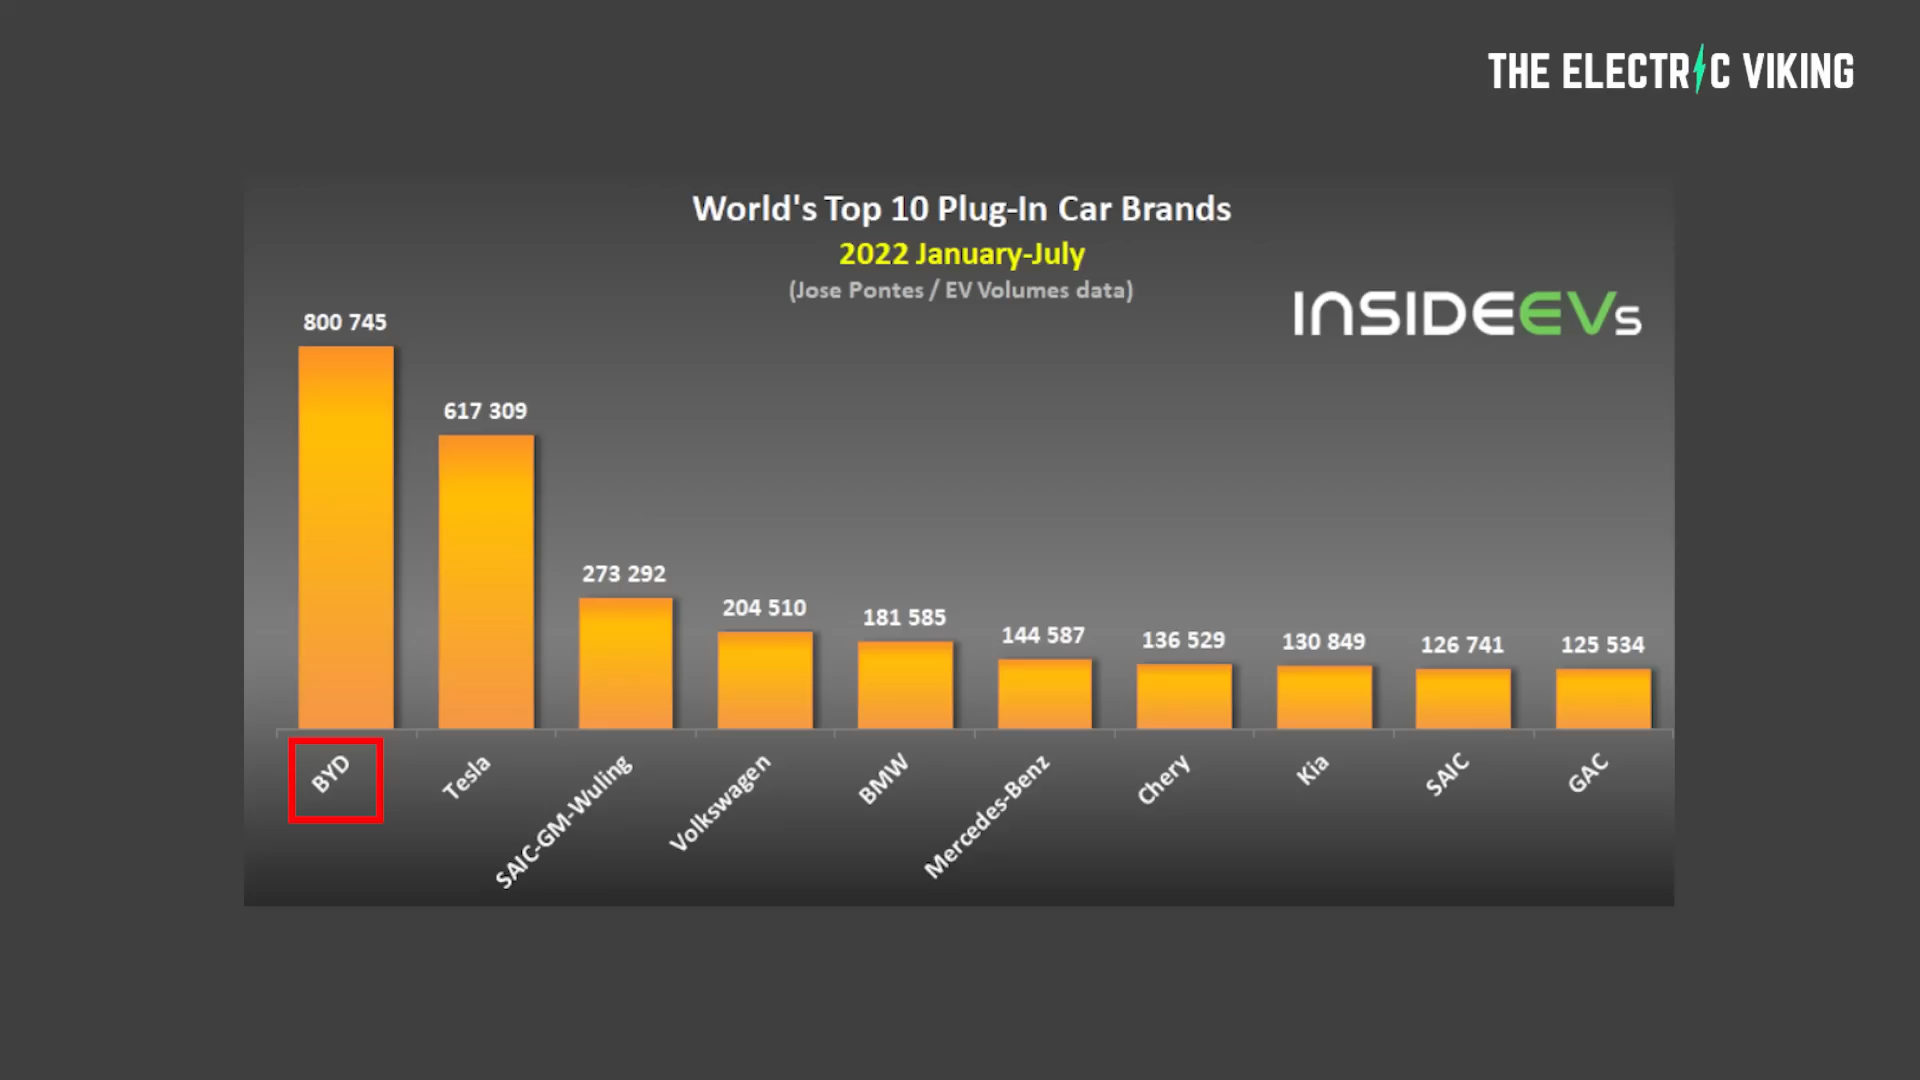 THE ELECTRIC VIKING
World's Top 10 Plug-In Car Brands
2022 January-July
(Jose Pontes / EV Volumes data)
INSIDEEVs
800 745
617 309
273 292
204 510
181 585
144 587
136 529
130 849
126 741
125 534
BYD
Tesla
SAIC-GM-Wuling
Volkswagen
BMW
Mercedes-Benz
Chery
Kia
SAIC
GAC